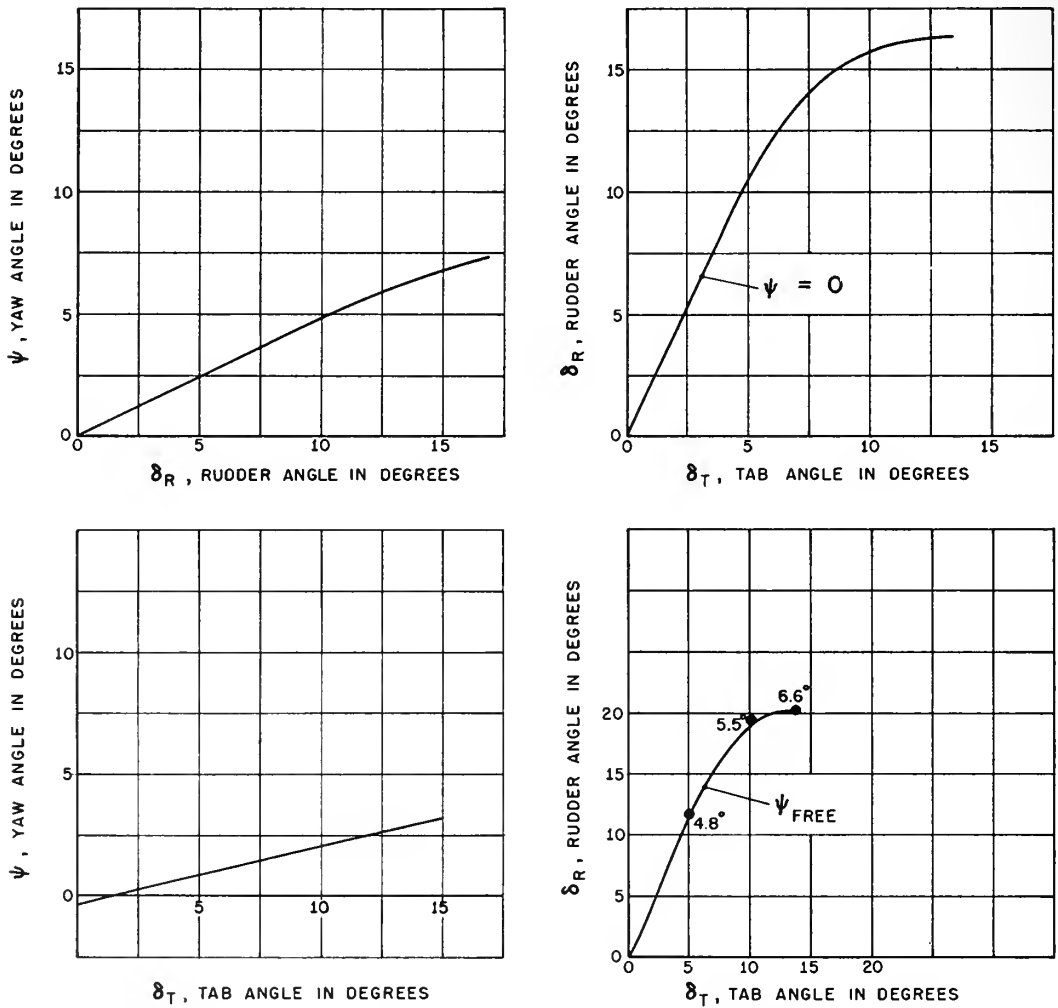 ψ, YAW ANGLE IN DEGREES
15
10
5
0
0 5 10 15
δR, RUDDER ANGLE IN DEGREES
δR, RUDDER ANGLE IN DEGREES
15
10
5
0
ψ = 0
0 5 10 15
δT, TAB ANGLE IN DEGREES
ψ, YAW ANGLE IN DEGREES
10
5
0
5 10 15
δT, TAB ANGLE IN DEGREES
δR, RUDDER ANGLE IN DEGREES
20
15
10
5
0
6.6°
5.5°
4.8°
ψFREE
0 5 10 15 20
δT, TAB ANGLE IN DEGREES